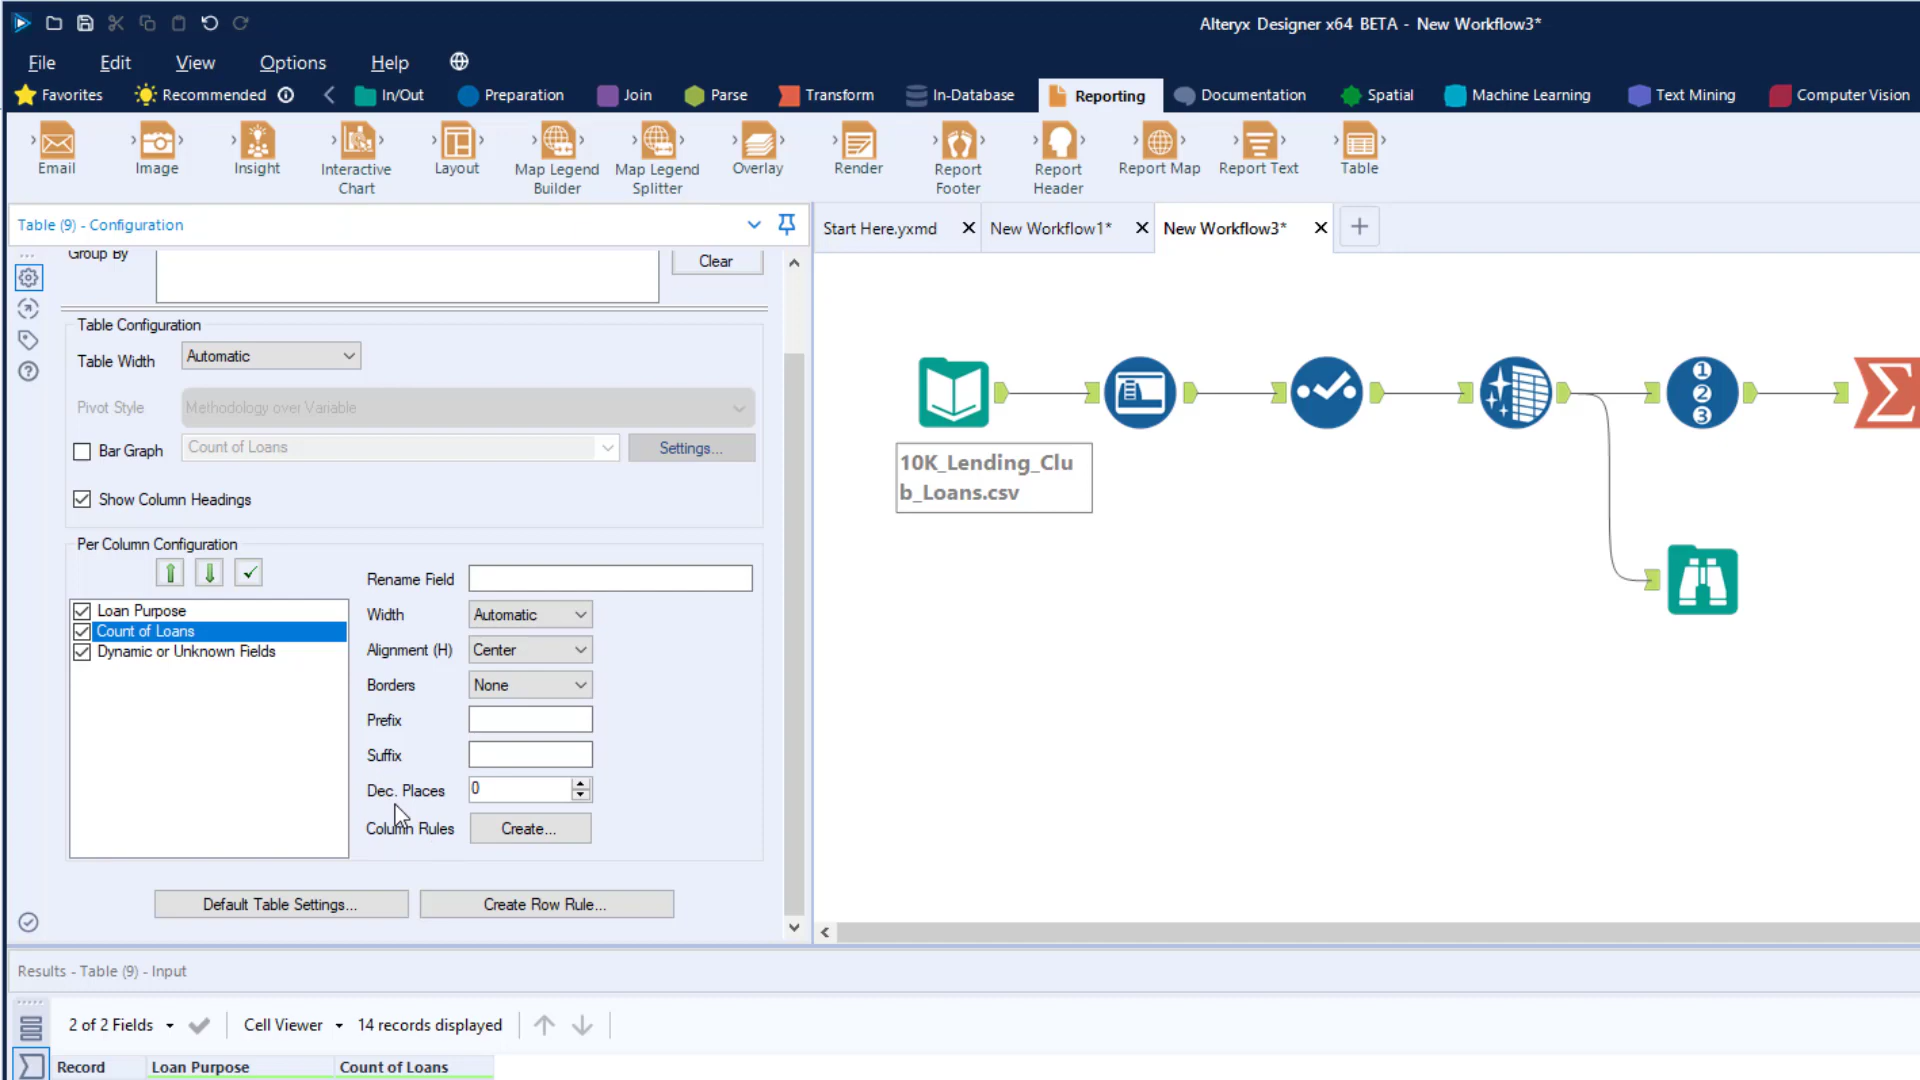 Alteryx Designer x64 BETA - New Workflow3*
File Edit View Options Help
Favorites Recommended In/Out Preparation Join Parse Transform In-Database Reporting Documentation Spatial Machine Learning Text Mining Computer Vision
Email Image Insight Interactive Chart Layout Map Legend Builder Map Legend Splitter Overlay Render Report Footer Report Header Report Map Report Text Table
Table (9) - Configuration
Start Here.yxmd New Workflow1* New Workflow3*
Group By
Clear
Table Configuration
Table Width Automatic
Pivot Style Methodology over Variable
Bar Graph Count of Loans Settings...
Show Column Headings
Per Column Configuration
Loan Purpose
Count of Loans
Dynamic or Unknown Fields
Rename Field
Width Automatic
Alignment (H) Center
Borders None
Prefix
Suffix
Dec. Places 0
Column Rules Create...
Default Table Settings... Create Row Rule...
10K_Lending_Clu
b_Loans.csv
1
2
3
Results - Table (9) - Input
2 of 2 Fields Cell Viewer 14 records displayed
Record Loan Purpose Count of Loans